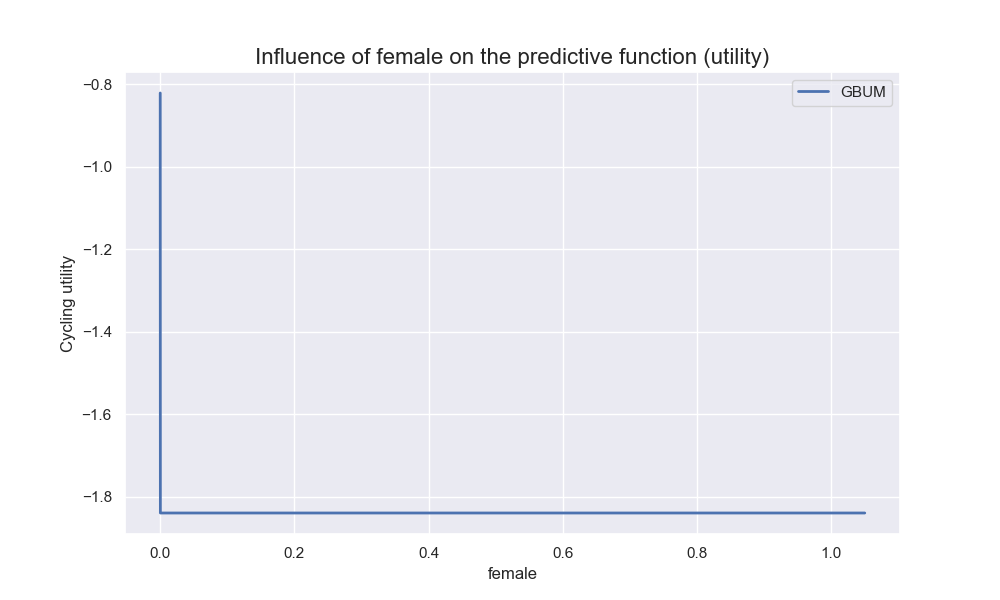 Influence of female on the predictive function (utility)
GBUM
−0.8
−1.0
−1.2
−1.4
−1.6
−1.8
Cycling utility
0.0 0.2 0.4 0.6 0.8 1.0
female